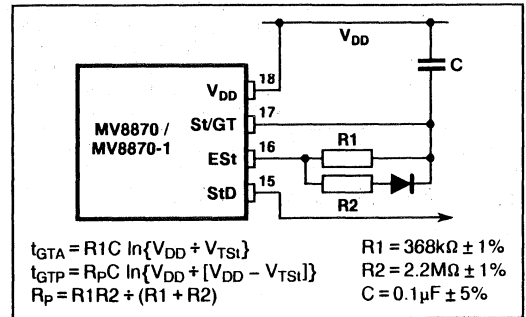 VDD
C
VDD 18
St/GT 17
MV8870 /
MV8870-1
ESt 16
R1
StD 15
R2
tGTA = R1C ln{VDD ÷ VTSt}
tGTP = RPC ln{VDD ÷ [VDD – VTSt]}
RP = R1R2 ÷ (R1 + R2)
R1 = 368kΩ ± 1%
R2 = 2.2MΩ ± 1%
C = 0.1µF ± 5%